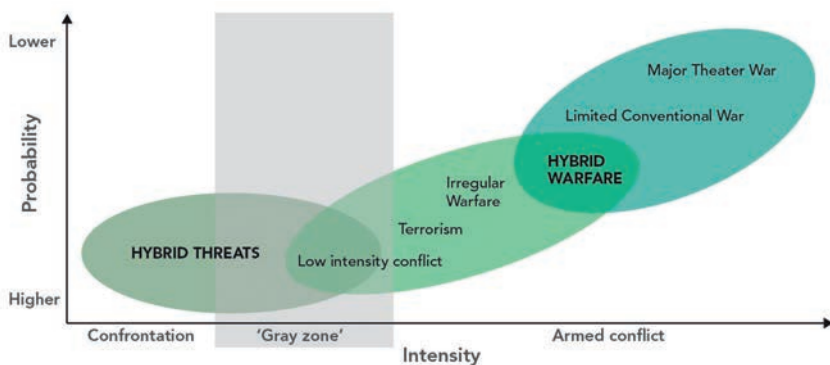 Lower
Probability
Higher
Major Theater War
Limited Conventional War
HYBRID
WARFARE
Irregular
Warfare
Terrorism
HYBRID THREATS
Low intensity conflict
Confrontation
'Gray zone'
Armed conflict
Intensity